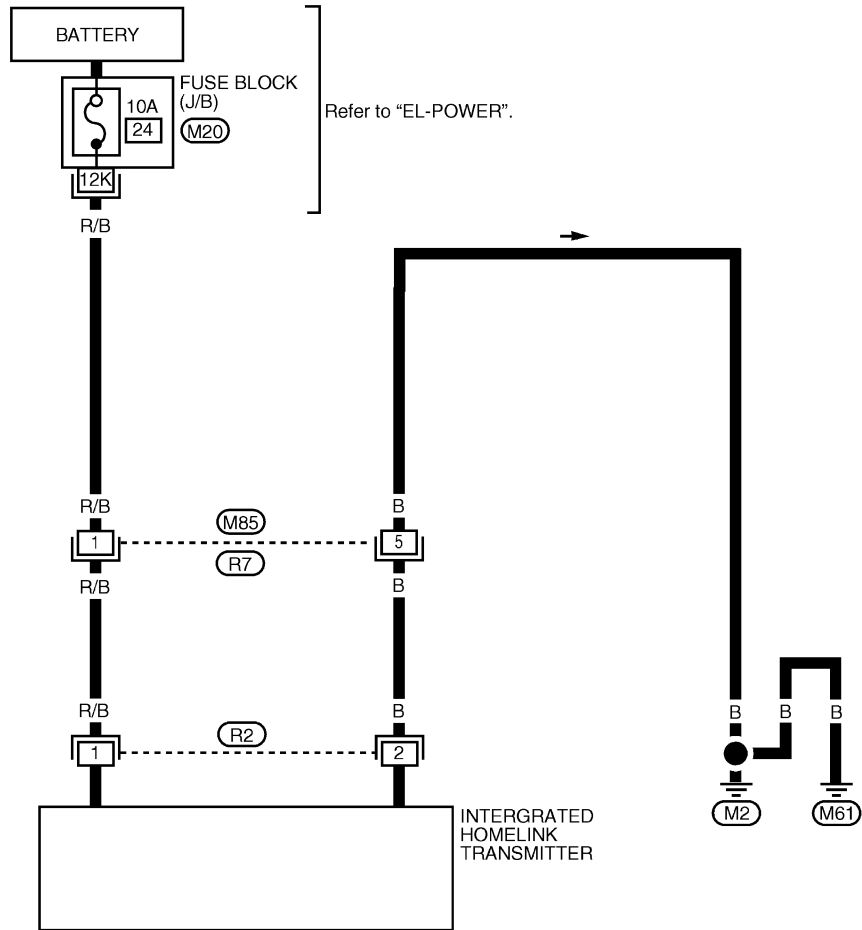 BATTERY
FUSE BLOCK
(J/B)
10A
24
M20
Refer to “EL-POWER”.
12K
R/B
R/B
B
M85
1
5
R7
R/B
B
R/B
B
R2
1
2
B
B
B
M2
M61
INTERGRATED
HOMELINK
TRANSMITTER